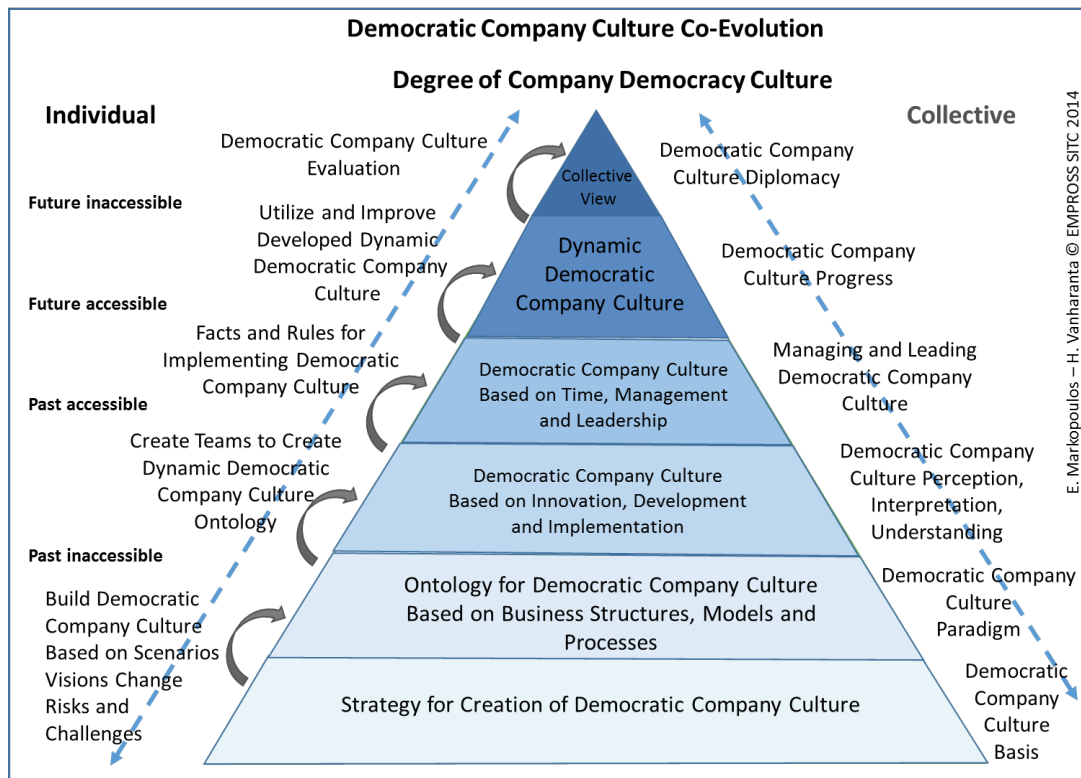 Democratic Company Culture Co-Evolution
Degree of Company Democracy Culture
Individual
Collective
Democratic Company Culture
Evaluation
Future inaccessible
Utilize and Improve
Developed Dynamic
Democratic Company
Culture
Future accessible
Facts and Rules for
Implementing Democratic
Company Culture
Past accessible
Create Teams to Create
Dynamic Democratic
Company Culture
Ontology
Past inaccessible
Build Democratic
Company Culture
Based on Scenarios
Visions Change
Risks and
Challenges
Collective
View
Dynamic
Democratic
Company Culture
Democratic Company Culture
Based on Time, Management
and Leadership
Democratic Company Culture
Based on Innovation, Development
and Implementation
Ontology for Democratic Company Culture
Based on Business Structures, Models and
Processes
Strategy for Creation of Democratic Company Culture
Democratic Company
Culture Diplomacy
Democratic Company
Culture Progress
Managing and Leading
Democratic Company
Culture
Democratic Company
Culture Perception,
Interpretation,
Understanding
Democratic Company
Culture
Paradigm
Democratic
Company
Culture
Basis
E. Markopoulos – H. Vanharanta © EMPROSS SITC 2014